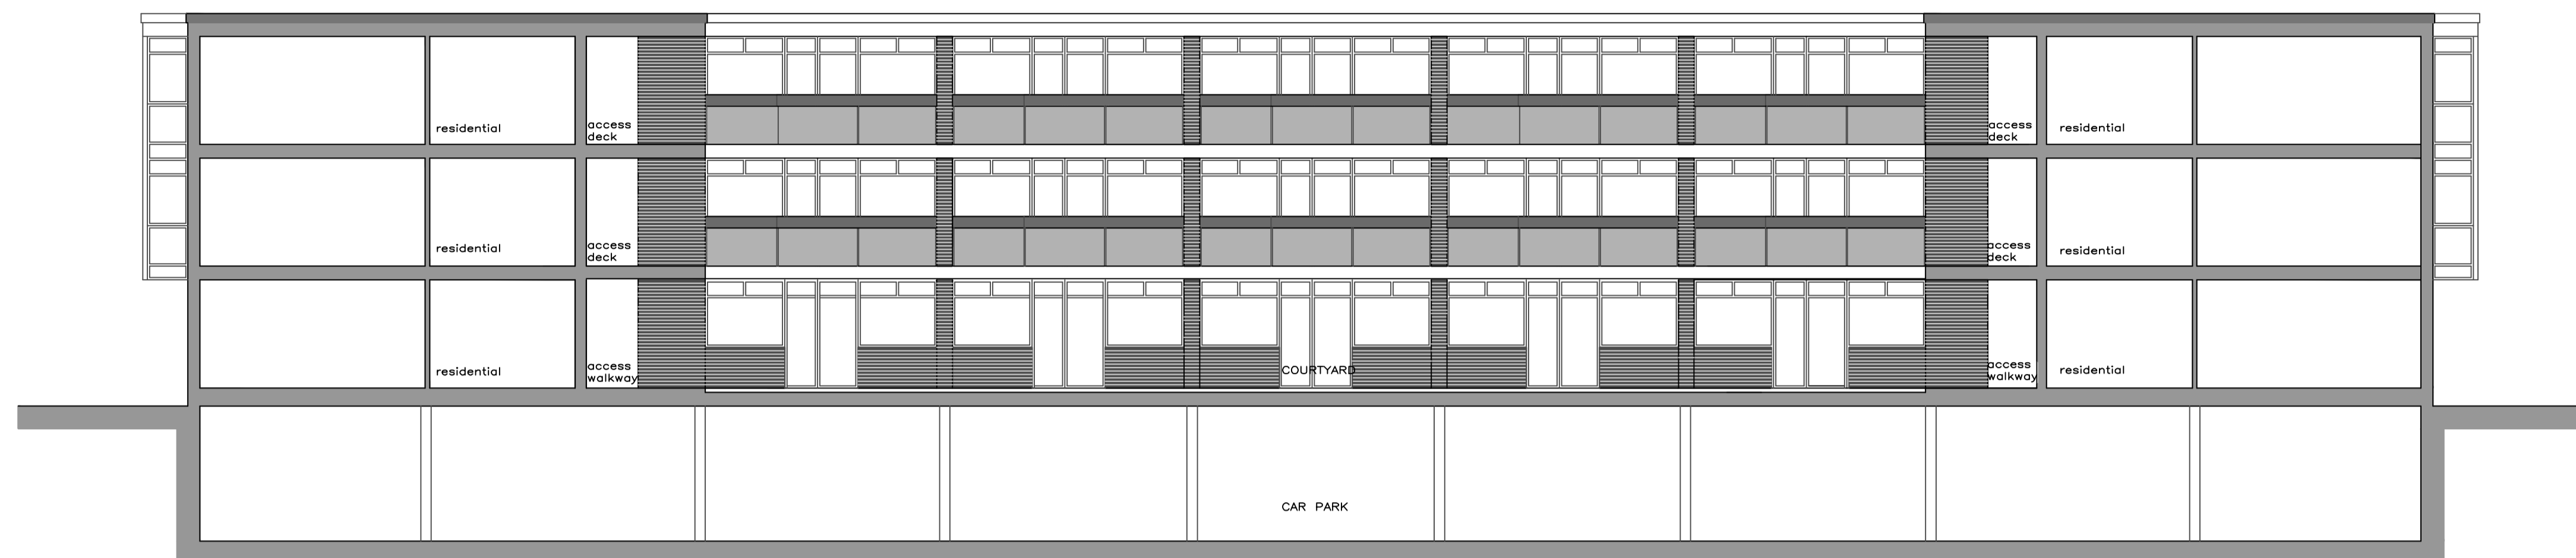 residential
access
deck
access
deck
residential
residential
access
deck
access
deck
residential
residential
access
walkway
COURTYARD
access
walkway
residential
CAR PARK